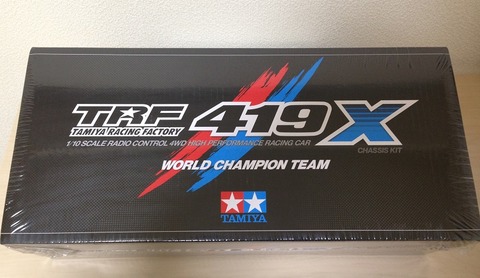 TRF 419X
TAMIYA RACING FACTORY
CHASSIS KIT
1/10 SCALE RADIO CONTROL 4WD HIGH PERFORMANCE RACING CAR
WORLD CHAMPION TEAM
TAMIYA